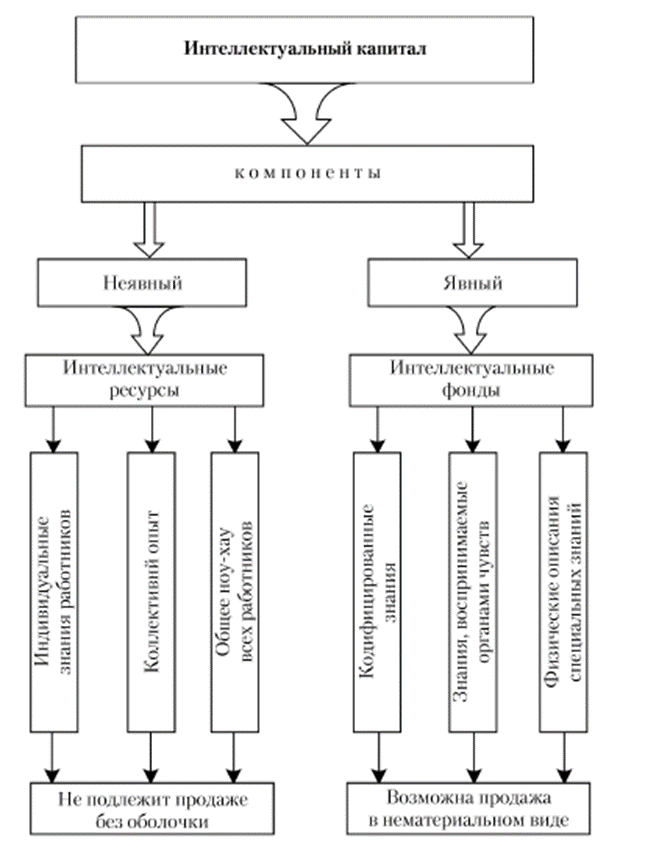 Интеллектуальный капитал
компоненты
Неявный
Явный
Интеллектуальные
ресурсы
Интеллектуальные
фонды
Индивидуальные
знания работников
Коллективй опыт
Общее ноу-хау
всех работников
Кодифицированные
знания
Знания, воспринимаемые
органами чувств
Физические описания
специальных знаний
Не подлежит продаже
без оболочки
Возможна продажа
в нематериальном виде